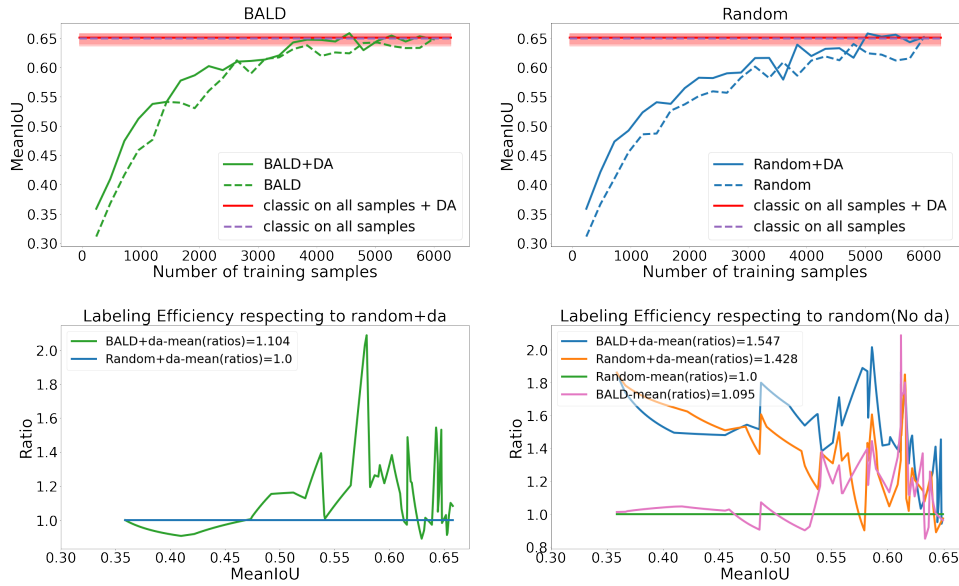 BALD
MeanIoU
0.65
0.60
0.55
0.50
0.45
0.40
0.35
0.30
BALD+DA
BALD
classic on all samples + DA
classic on all samples
0 1000 2000 3000 4000 5000 6000
Number of training samples
Random
MeanIoU
0.65
0.60
0.55
0.50
0.45
0.40
0.35
0.30
Random+DA
Random
classic on all samples + DA
classic on all samples
0 1000 2000 3000 4000 5000 6000
Number of training samples
Labeling Efficiency respecting to random+da
Ratio
2.0
1.8
1.6
1.4
1.2
1.0
BALD+da-mean(ratios)=1.104
Random+da-mean(ratios)=1.0
0.30 0.35 0.40 0.45 0.50 0.55 0.60 0.65
MeanIoU
Labeling Efficiency respecting to random(No da)
Ratio
2.0
1.8
1.6
1.4
1.2
1.0
0.8
BALD+da-mean(ratios)=1.547
Random+da-mean(ratios)=1.428
Random-mean(ratios)=1.0
BALD-mean(ratios)=1.095
0.30 0.35 0.40 0.45 0.50 0.55 0.60 0.65
MeanIoU